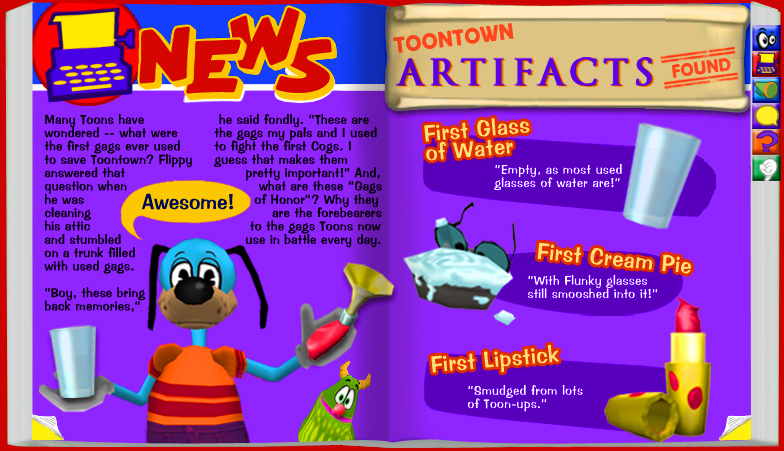 NEWS
Many Toons have
wondered -- what were
the first gags ever used
to save Toontown? Flippy
answered that
question when
he was
cleaning
his attic
and stumbled
on a trunk filled
with used gags.
"Boy, these bring
back memories,"
he said fondly. "These are
the gags my pals and I used
to fight the first Cogs. I
guess that makes them
pretty important!" And,
what are these "Gags
of Honor"? Why they
are the forebearers
to the gags Toons now
use in battle every day.
Awesome!
TOONTOWN
ARTIFACTS
FOUND
First Glass
of Water
"Empty, as most used
glasses of water are!"
First Cream Pie
"With Flunky glasses
still smooshed into it!"
First Lipstick
"Smudged from lots
of Toon-ups."
?